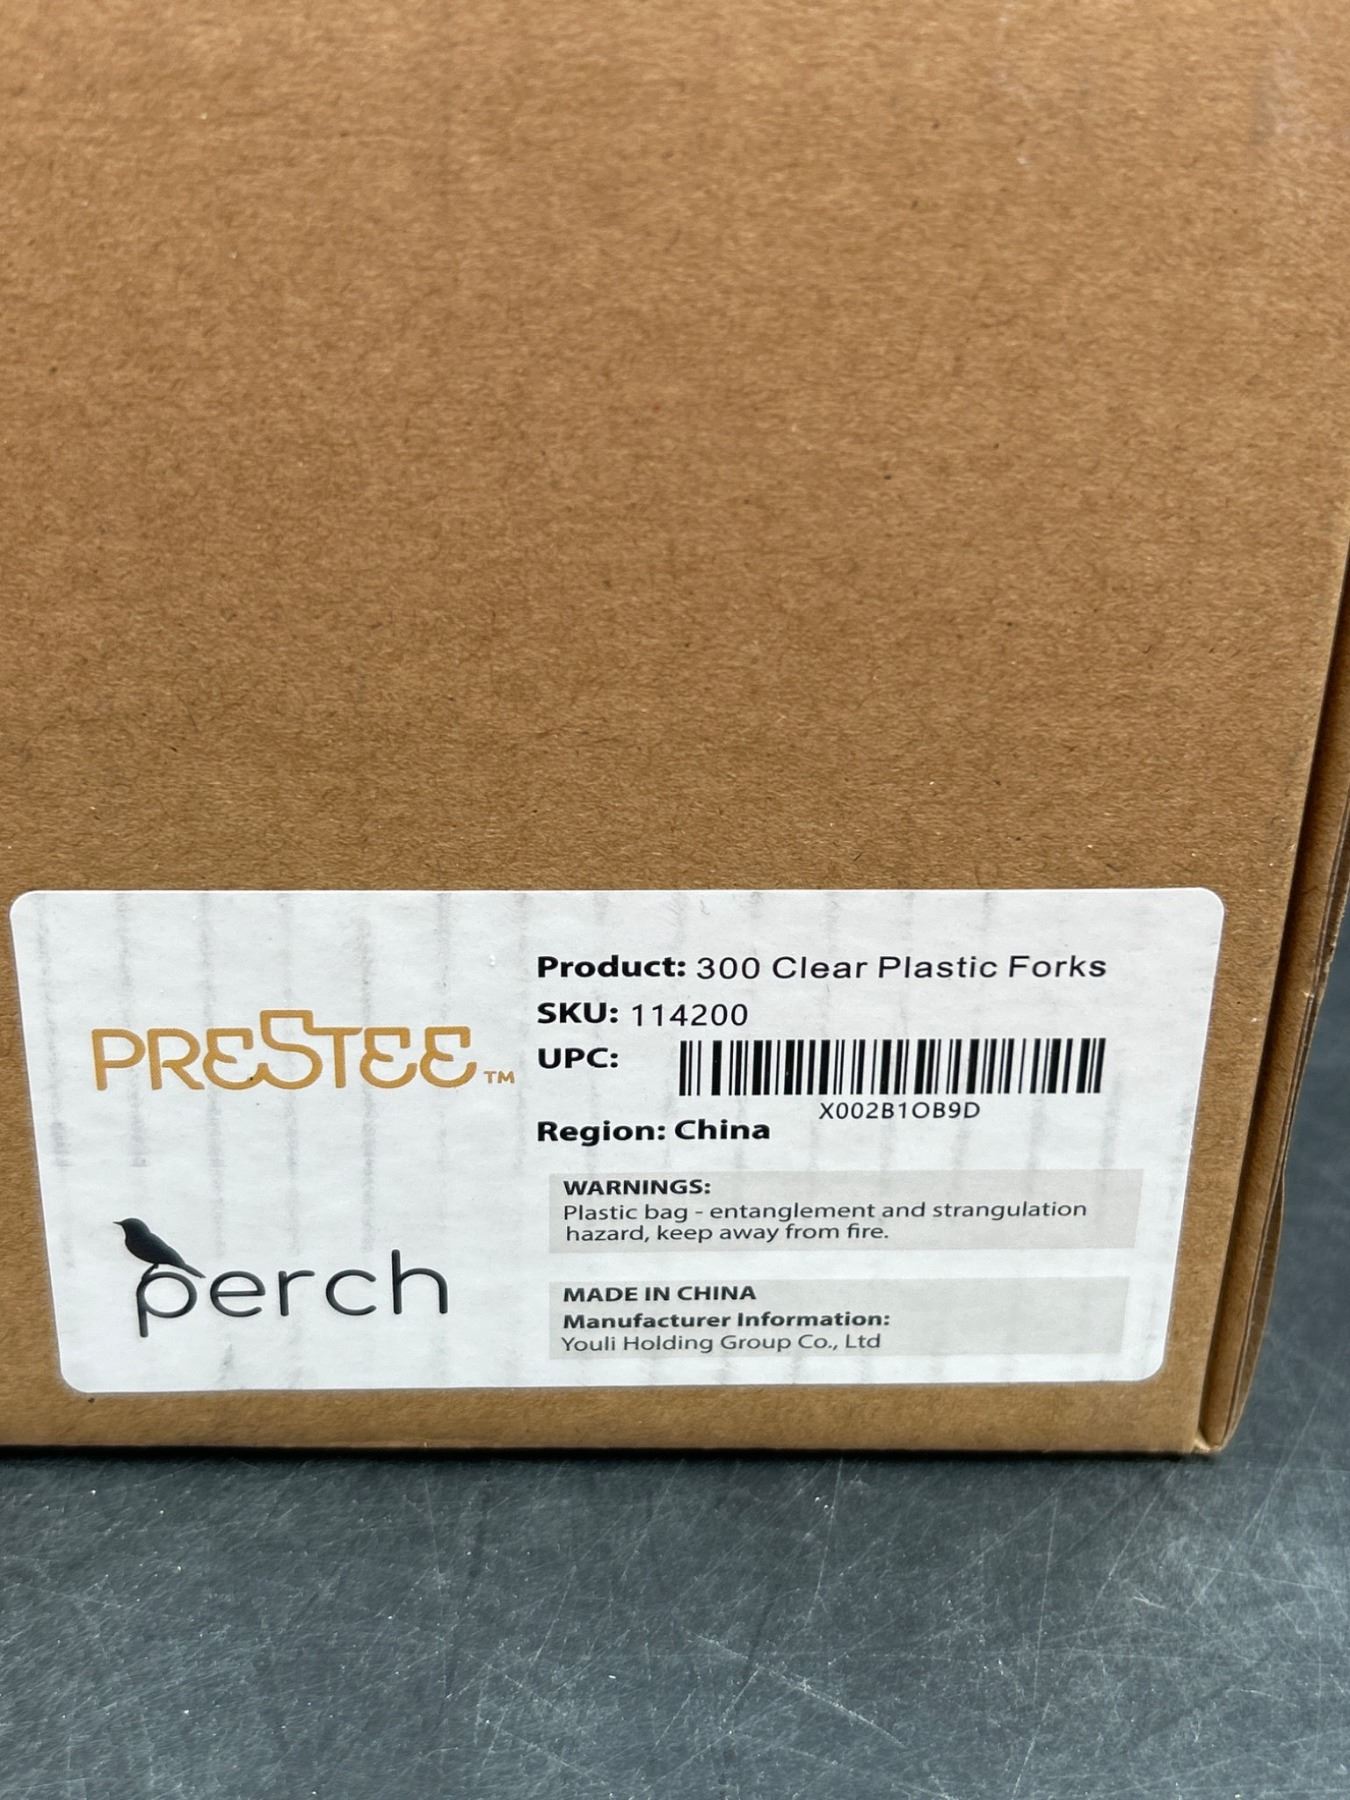 PRESTEE™
perch
Product: 300 Clear Plastic Forks
SKU: 114200
UPC:
X002B1OB9D
Region: China
WARNINGS:
Plastic bag - entanglement and strangulation
hazard, keep away from fire.
MADE IN CHINA
Manufacturer Information:
Youli Holding Group Co., Ltd